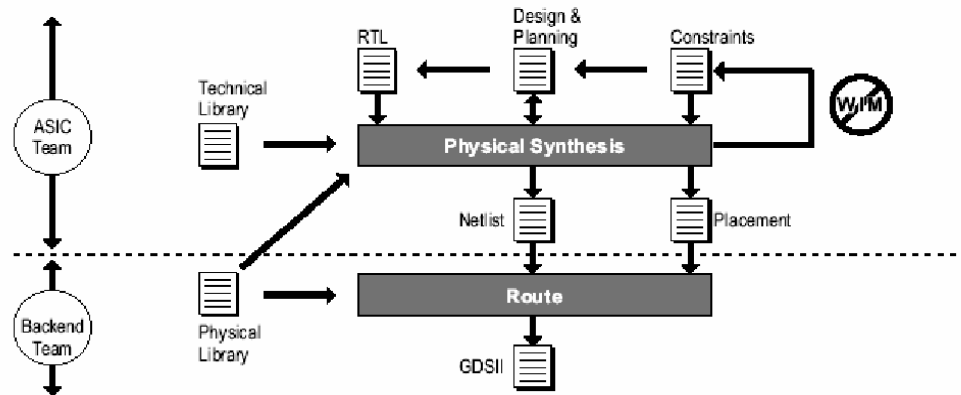 Design &
Planning
RTL
Constraints
Technical
Library
WLM
ASIC
Team
Physical Synthesis
Netlist
Placement
Route
Backend
Team
Physical
Library
GDSII